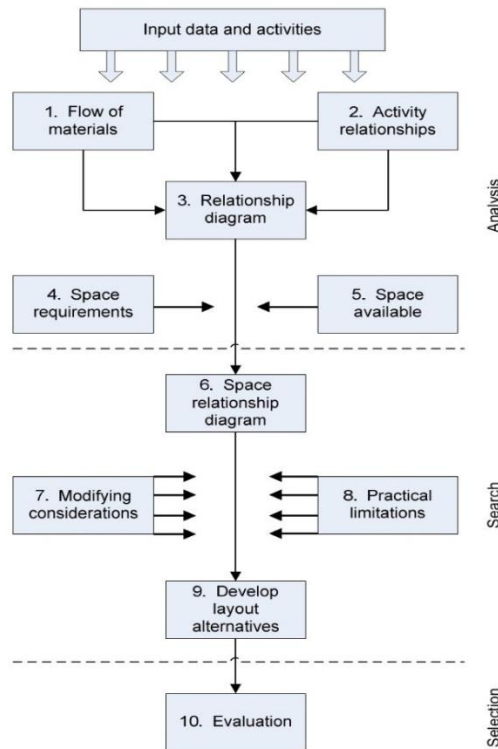 Input data and activities
1. Flow of
materials
2. Activity
relationships
3. Relationship
diagram
Analysis
4. Space
requirements
5. Space
available
6. Space
relationship
diagram
7. Modifying
considerations
8. Practical
limitations
Search
9. Develop
layout
alternatives
10. Evaluation
Selection